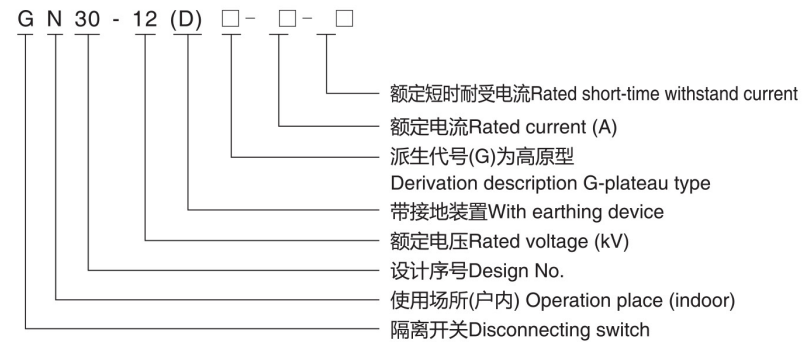 G N 30 - 12 (D) □ - □ - □
额定短时耐受电流Rated short-time withstand current
额定电流Rated current (A)
派生代号(G)为高原型
Derivation description G-plateau type
带接地装置With earthing device
额定电压Rated voltage (kV)
设计序号Design No.
使用场所(户内) Operation place (indoor)
隔离开关Disconnecting switch